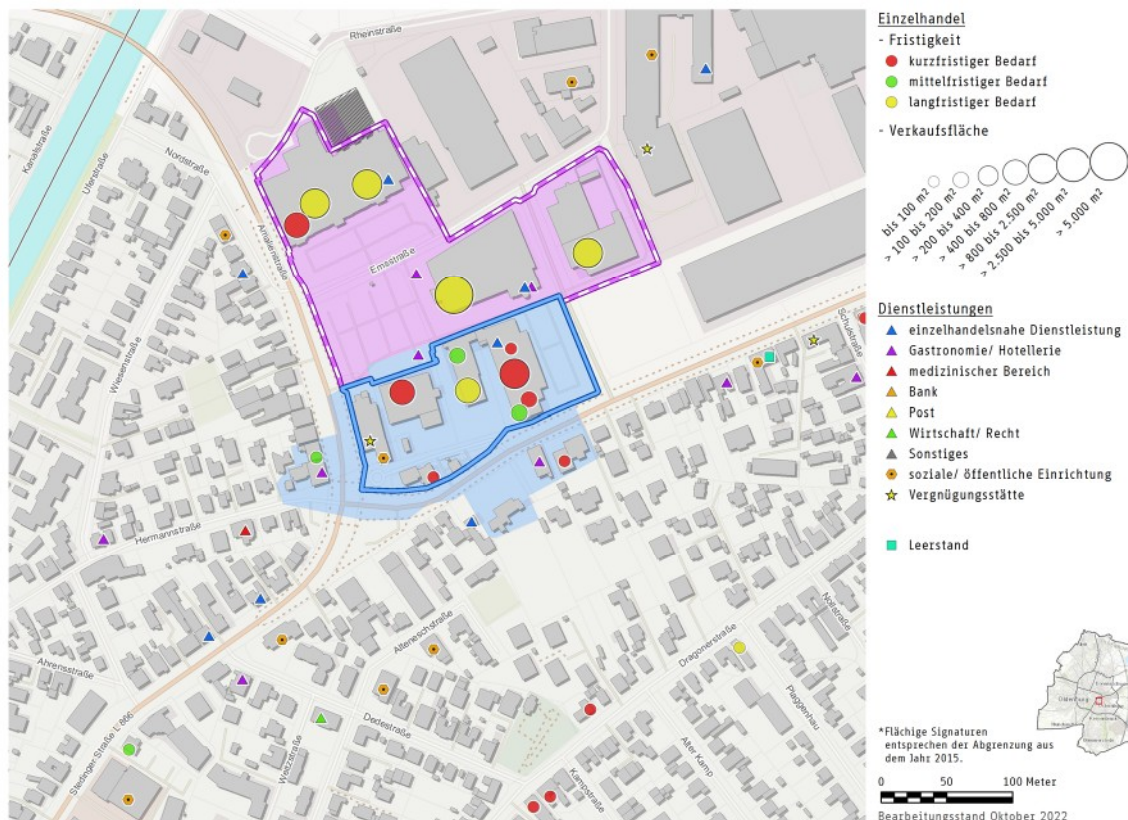 Einzelhandel
- Fristigkeit
kurzfristiger Bedarf
mittelfristiger Bedarf
langfristiger Bedarf
- Verkaufsfläche
bis 100 m²
> 100 bis 200 m²
> 200 bis 400 m²
> 400 bis 800 m²
> 800 bis 2.500 m²
> 2.500 bis 5.000 m²
> 5.000 m²
Dienstleistungen
einzelhandelsnahe Dienstleistung
Gastronomie/ Hotellerie
medizinischer Bereich
Bank
Post
Wirtschaft/ Recht
Sonstiges
soziale/ öffentliche Einrichtung
Vergnügungsstätte
Leerstand
*Flächige Signaturen
entsprechen der Abgrenzung aus
dem Jahr 2015.
0 50 100 Meter
Bearbeitungsstand Oktober 2022
Rheinstraße
Kanalstraße
Uferstraße
Nordstraße
Amalienstraße
Emsstraße
Wiesenstraße
Schulstraße
Hermannstraße
Ahrensstraße
Alteneschstraße
Dragonerstraße
Nollstraße
Plaggenhau
Dedestraße
Stedinger Straße L 866
Weizstraße
Alter Kamp
Kampstraße